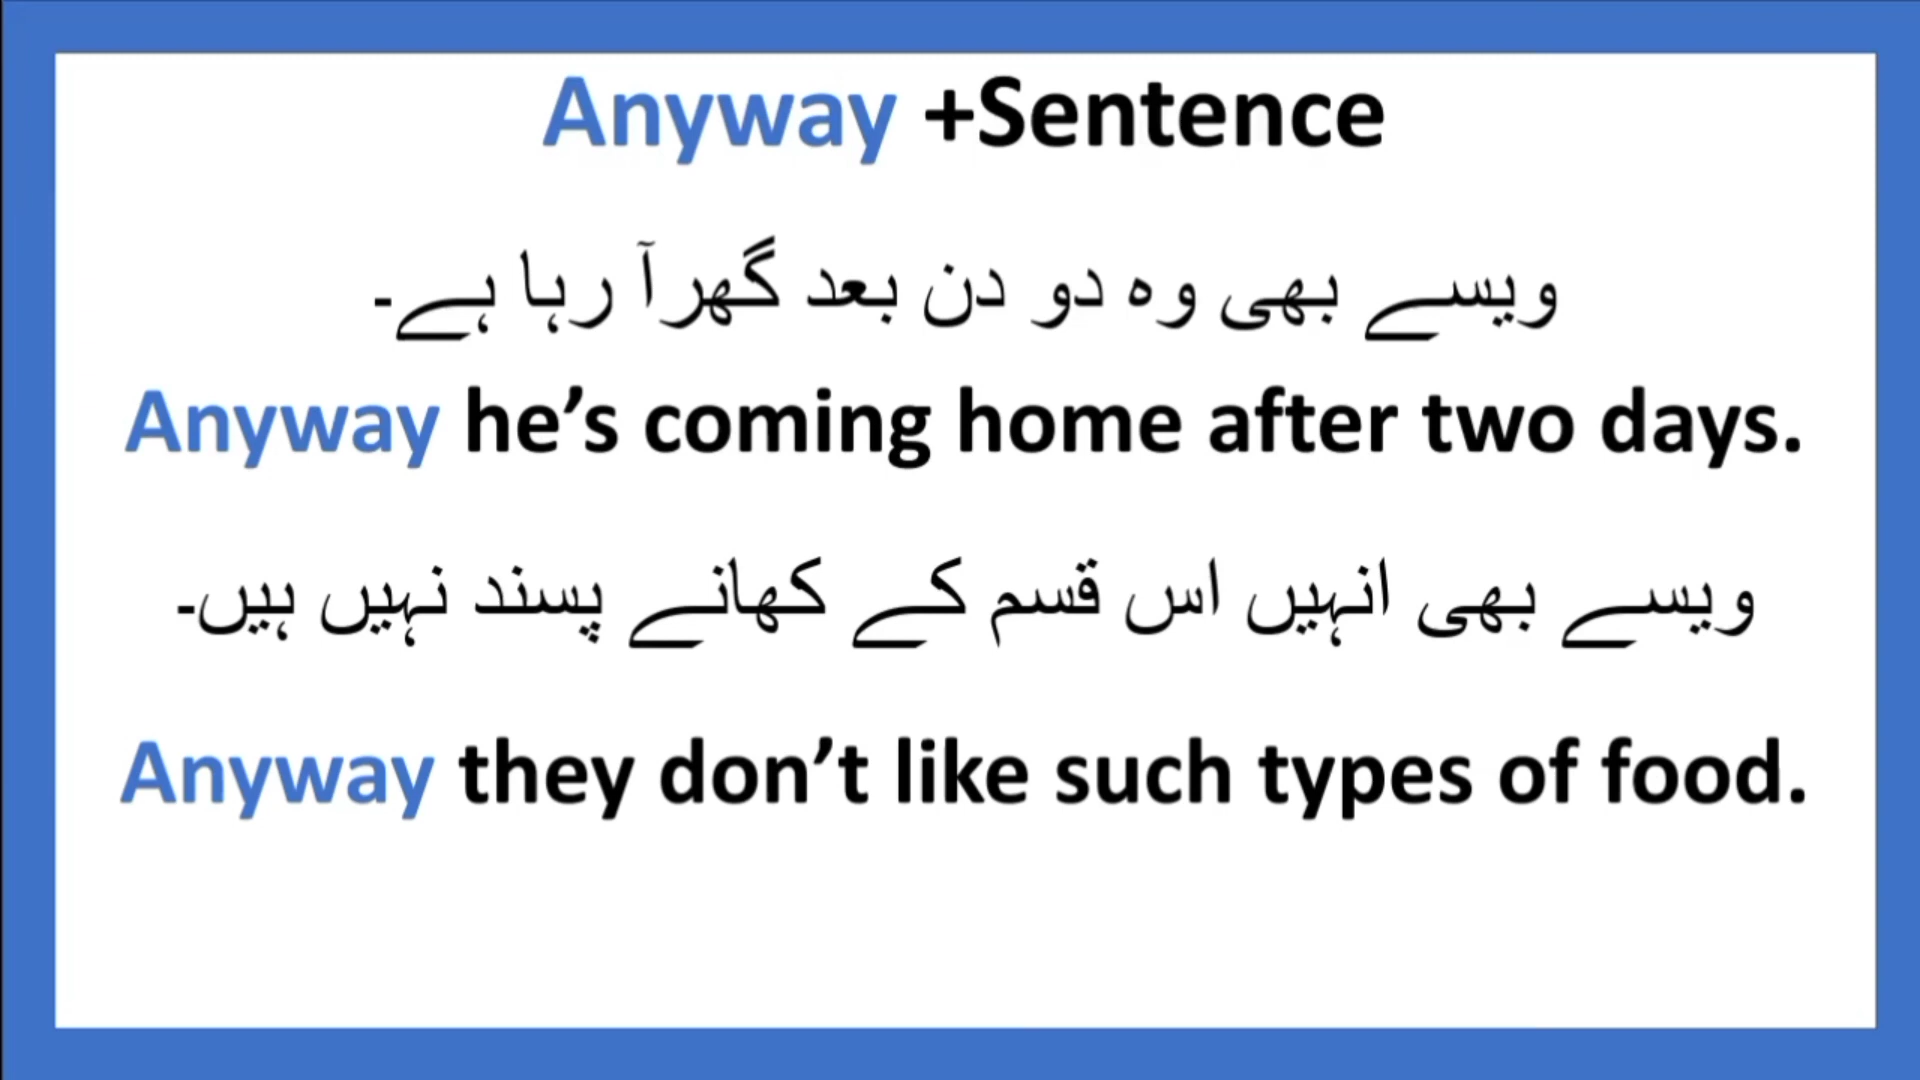 Anyway +Sentence
ویسے بھی وہ دو دن بعد گھرآ رہا ہے۔
Anyway he’s coming home after two days.
ویسے بھی انہیں اس قسم کے کھانے پسند نہیں ہیں۔
Anyway they don’t like such types of food.